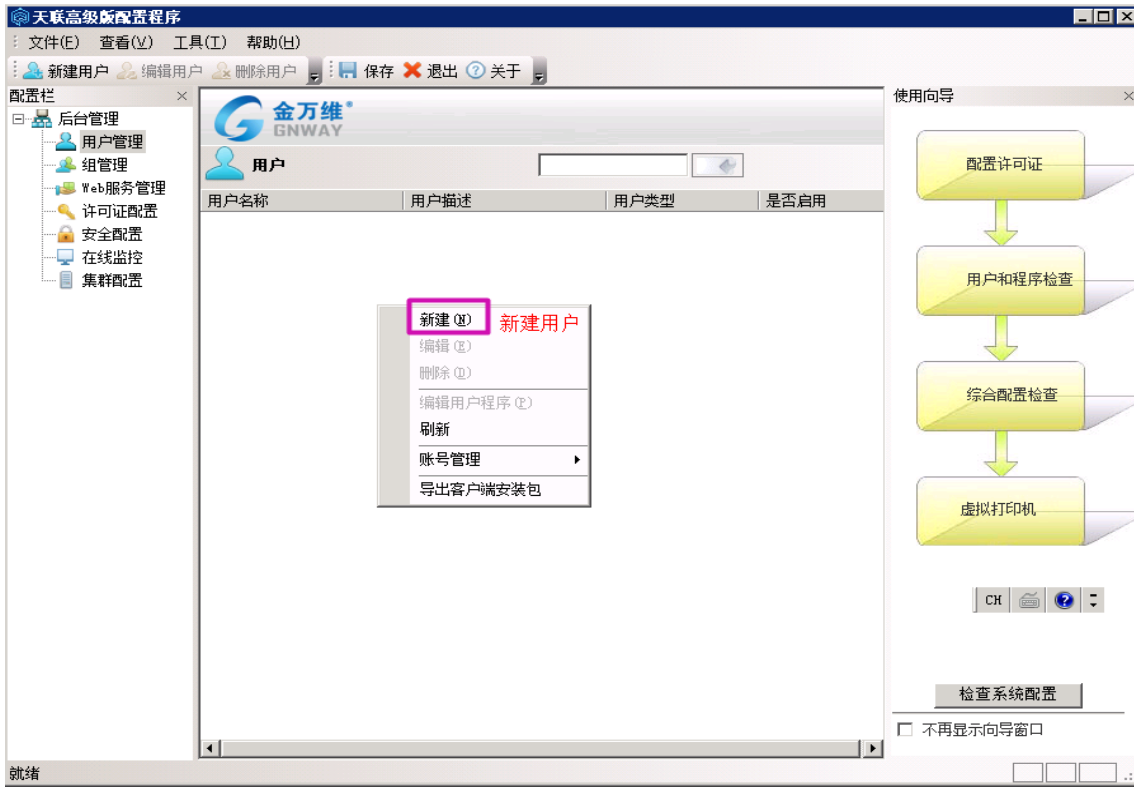 天联高级版配置程序
文件(F) 查看(V) 工具(T) 帮助(H)
新建用户 编辑用户 删除用户 保存 退出 关于
配置栏
后台管理
用户管理
组管理
Web服务管理
许可证配置
安全配置
在线监控
集群配置
金万维
GNWAY
用户
用户名称 用户描述 用户类型 是否启用
新建(N) 新建用户
编辑(E)
删除(D)
编辑用户程序(P)
刷新
账号管理
导出客户端安装包
使用向导
配置许可证
用户和程序检查
综合配置检查
虚拟打印机
CH
检查系统配置
不再显示向导窗口
就绪